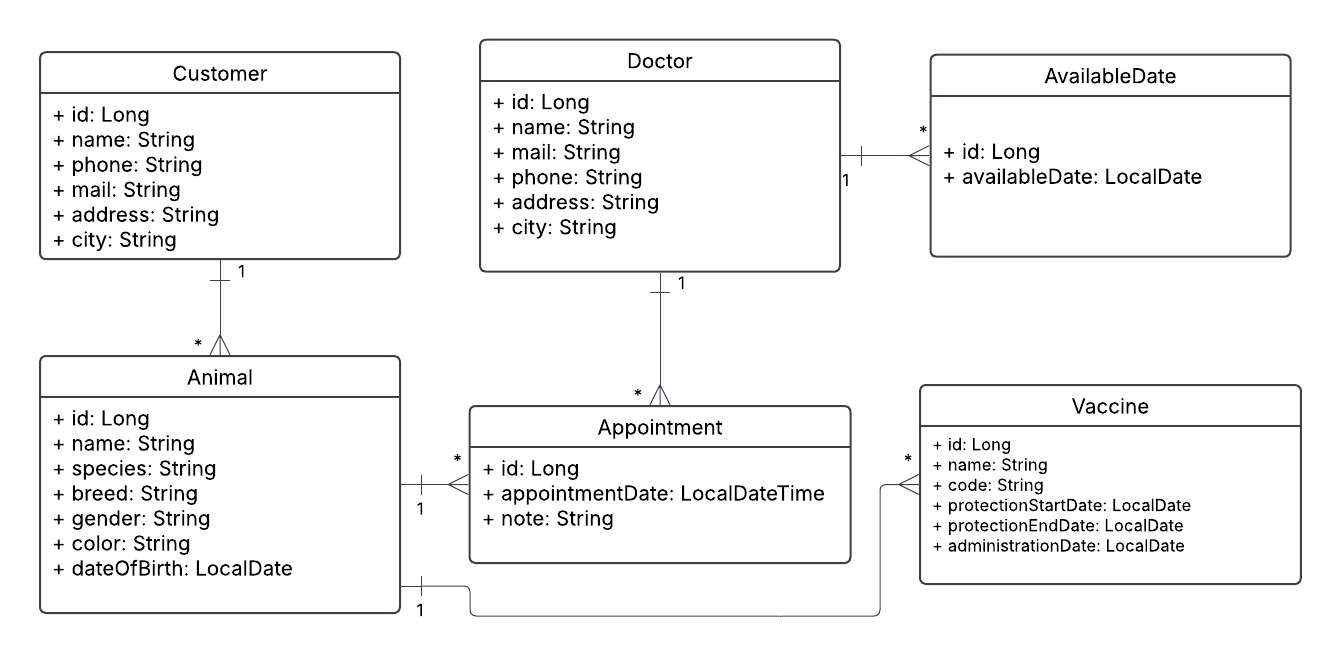 Customer
+ id: Long
+ name: String
+ phone: String
+ mail: String
+ address: String
+ city: String
1
*
Doctor
+ id: Long
+ name: String
+ mail: String
+ phone: String
+ address: String
+ city: String
1
*
1
*
AvailableDate
+ id: Long
+ availableDate: LocalDate
Animal
+ id: Long
+ name: String
+ species: String
+ breed: String
+ gender: String
+ color: String
+ dateOfBirth: LocalDate
1
*
1
*
Appointment
+ id: Long
+ appointmentDate: LocalDateTime
+ note: String
Vaccine
+ id: Long
+ name: String
+ code: String
+ protectionStartDate: LocalDate
+ protectionEndDate: LocalDate
+ administrationDate: LocalDate